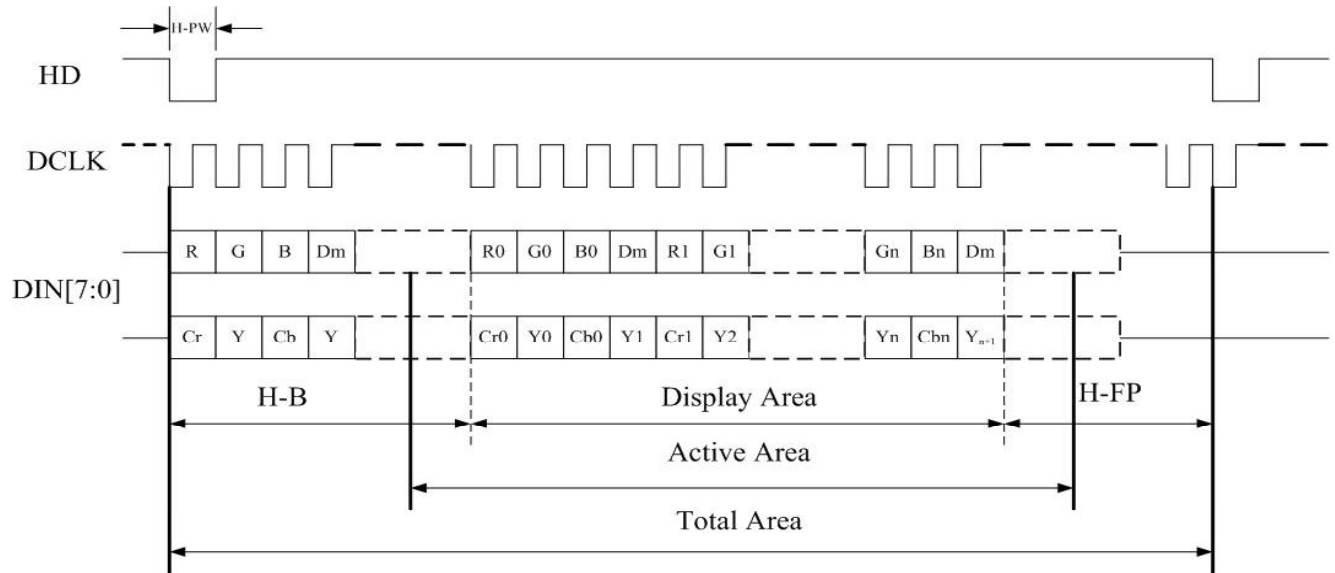 H-PW
HD
DCLK
R G B Dm R0 G0 B0 Dm R1 G1 Gn Bn Dm
DIN[7:0]
Cr Y Cb Y Cr0 Y0 Cb0 Y1 Cr1 Y2 Yn Cbn Yn+1
H-B Display Area H-FP
Active Area
Total Area